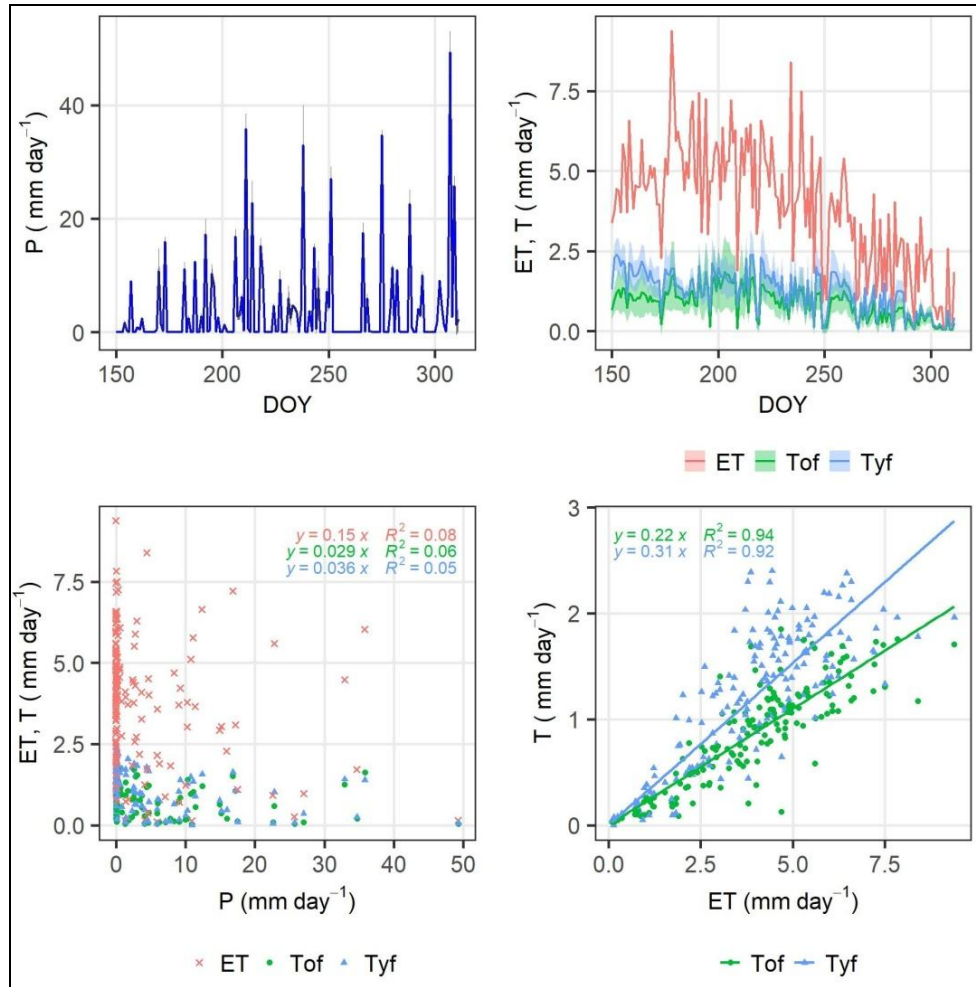 P ( mm day⁻¹)
40
20
0
150 200 250 300
DOY
ET, T ( mm day⁻¹)
7.5
5.0
2.5
0.0
150 200 250 300
DOY
ET Tof Tyf
ET, T ( mm day⁻¹)
7.5
5.0
2.5
0.0
y = 0.15 x R² = 0.08
y = 0.029 x R² = 0.06
y = 0.036 x R² = 0.05
0 10 20 30 40 50
P (mm day⁻¹)
ET Tof Tyf
T ( mm day⁻¹)
3
2
1
0
y = 0.22 x R² = 0.94
y = 0.31 x R² = 0.92
0.0 2.5 5.0 7.5
ET (mm day⁻¹)
Tof Tyf